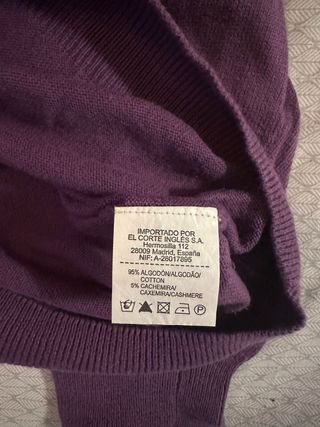 IMPORTADO POR
EL CORTE INGLÉS S.A.
Hermosilla 112
28009 Madrid, España
NIF: A-28017895
95% ALGODÓN/ALGODÃO/
COTTON
5% CACHEMIRA/
CAXEMIRA/CASHMERE